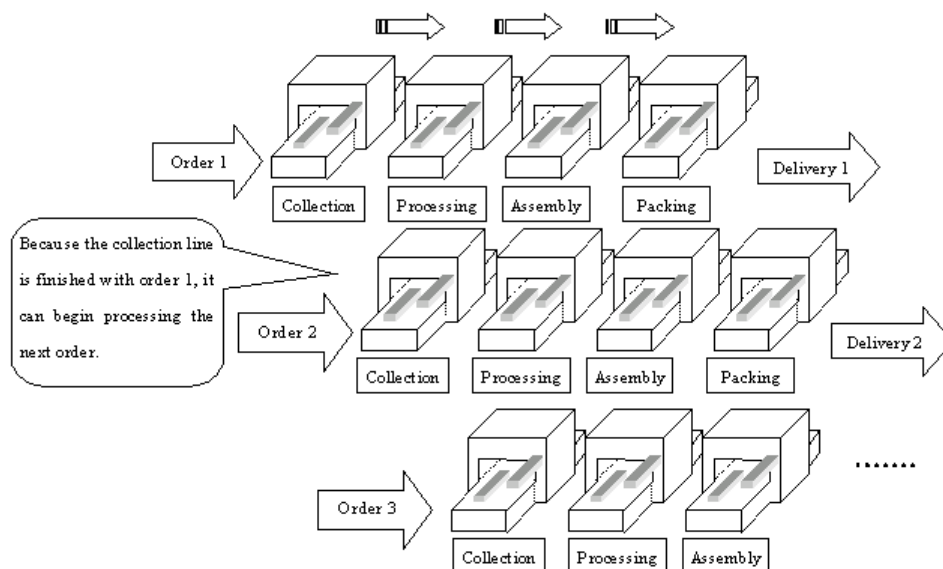 Order 1
Collection
Processing
Assembly
Packing
Delivery 1
Because the collection line
is finished with order 1, it
can begin processing the
next order.
Order 2
Collection
Processing
Assembly
Packing
Delivery 2
Order 3
Collection
Processing
Assembly
.......